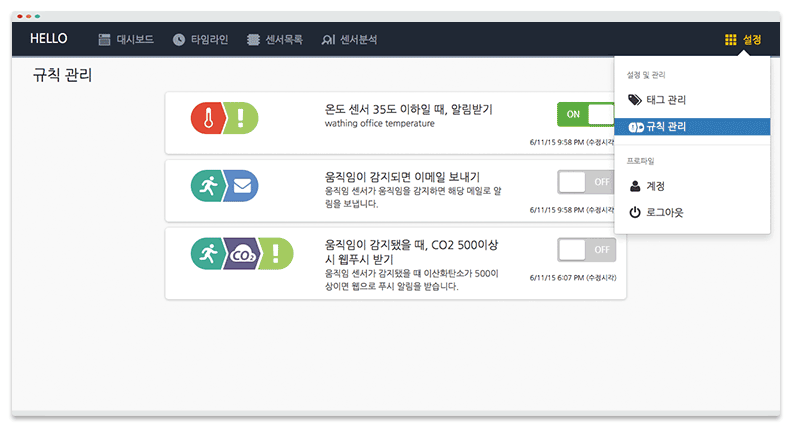 HELLO 대시보드 타임라인 센서목록 센서분석 설정
규칙 관리
온도 센서 35도 이하일 때, 알림받기
wathing office temperature
ON
6/11/15 9:58 PM (수정시각)
움직임이 감지되면 이메일 보내기
움직임 센서가 움직임을 감지하면 해당 메일로 알
림을 보냅니다.
OFF
6/11/15 9:58 PM (수정시각)
CO₂
움직임이 감지됐을 때, CO2 500이상
시 웹푸시 받기
움직임 센서가 감지됐을 때 이산화탄소가 500이
상이면 웹으로 푸시 알림을 받습니다.
OFF
6/11/15 6:07 PM (수정시각)
설정 및 관리
태그 관리
규칙 관리
프로파일
계정
로그아웃